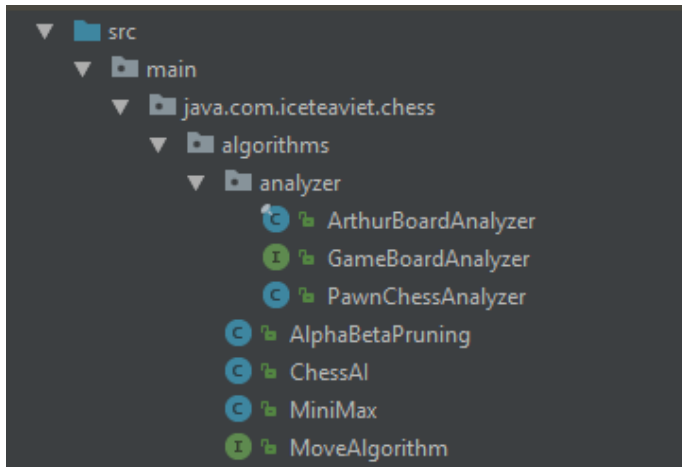 src
main
java.com.iceteaviet.chess
algorithms
analyzer
C ArthurBoardAnalyzer
I GameBoardAnalyzer
C PawnChessAnalyzer
C AlphaBetaPruning
C ChessAI
C MiniMax
I MoveAlgorithm